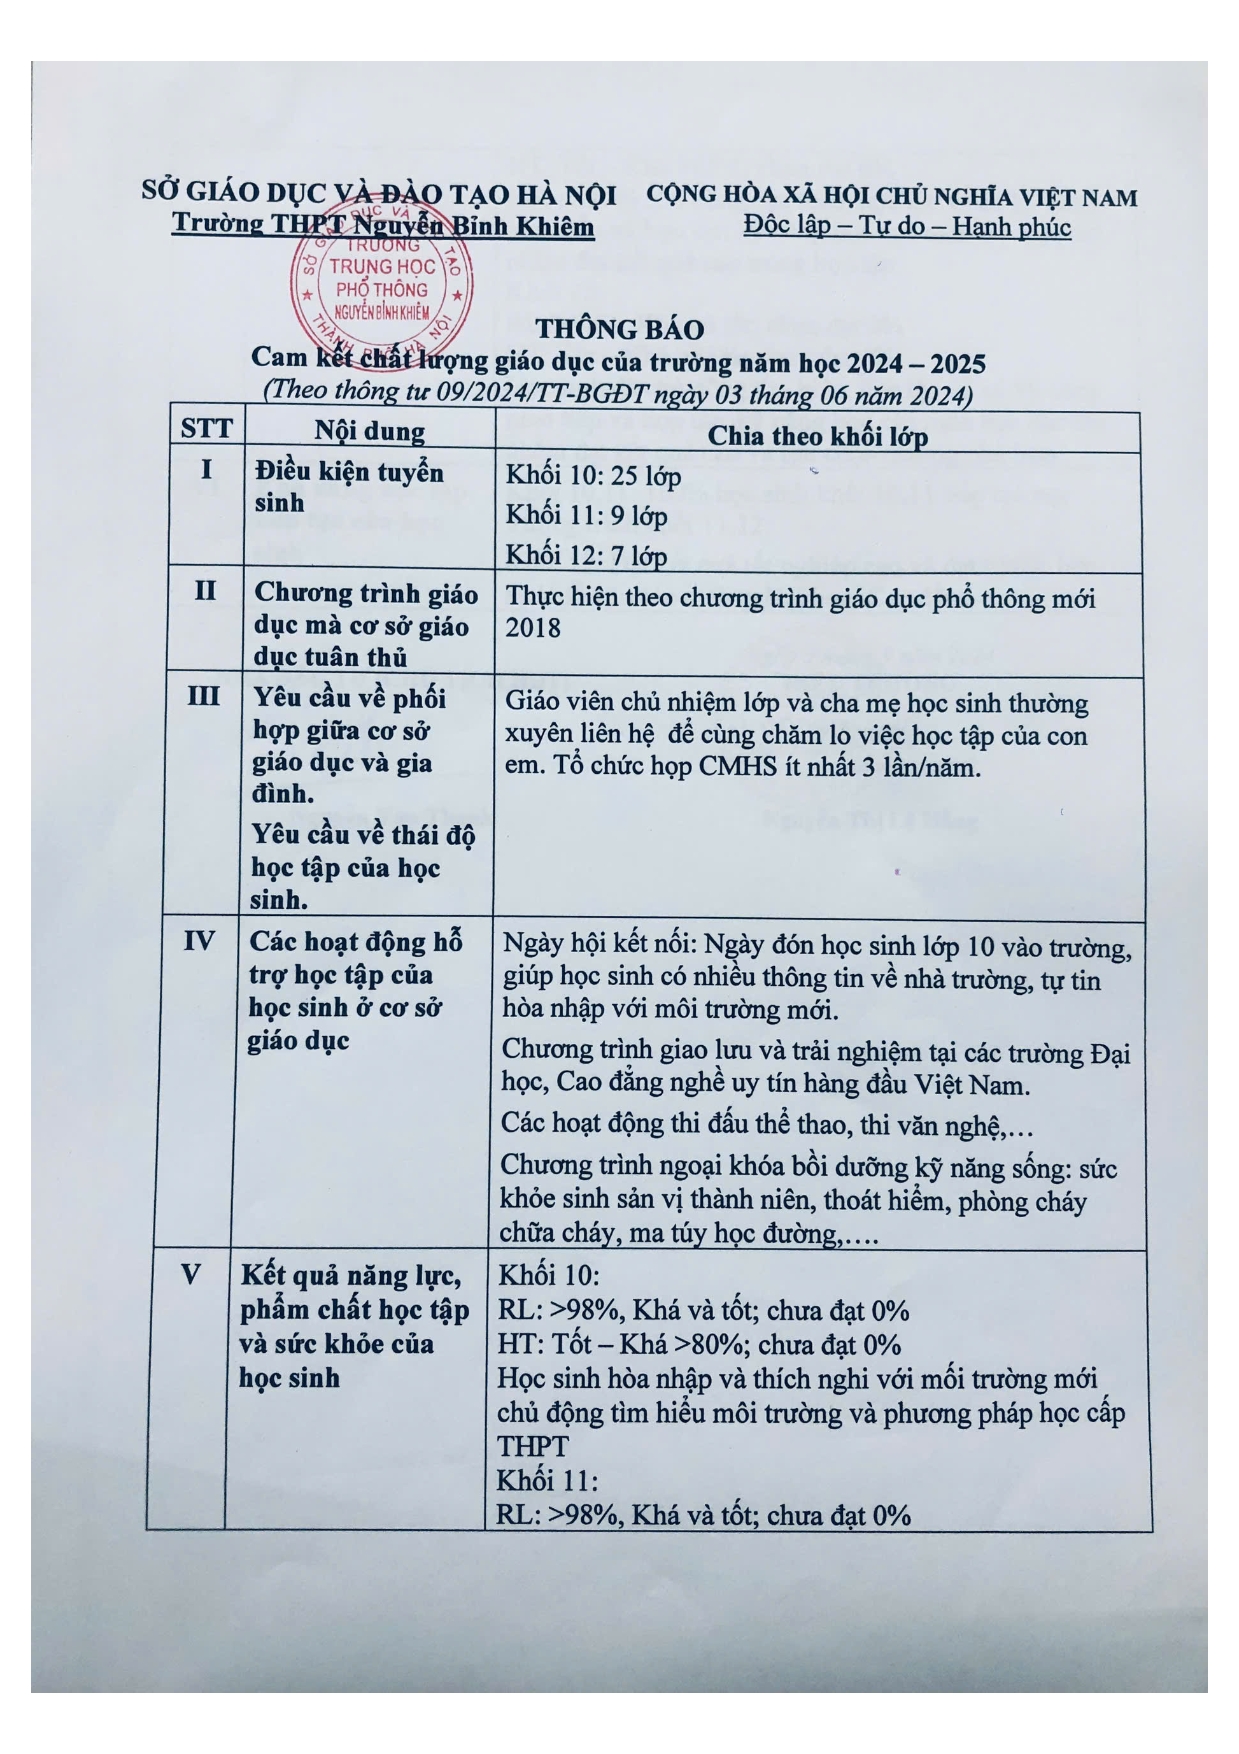 SỞ GIÁO DỤC VÀ ĐÀO TẠO HÀ NỘI
Trường THPT Nguyễn Bỉnh Khiêm
CỘNG HÒA XÃ HỘI CHỦ NGHĨA VIỆT NAM
Độc lập – Tự do – Hạnh phúc
SỞ GIÁO DỤC VÀ ĐÀO TẠO
TRƯỜNG
TRUNG HỌC
PHỔ THÔNG
NGUYỄN BỈNH KHIÊM
THÀNH PHỐ HÀ NỘI
THÔNG BÁO
Cam kết chất lượng giáo dục của trường năm học 2024 – 2025
(Theo thông tư 09/2024/TT-BGĐT ngày 03 tháng 06 năm 2024)
STT Nội dung Chia theo khối lớp
I
Điều kiện tuyển
sinh
Khối 10: 25 lớp
Khối 11: 9 lớp
Khối 12: 7 lớp
II
Chương trình giáo
dục mà cơ sở giáo
dục tuân thủ
Thực hiện theo chương trình giáo dục phổ thông mới
2018
III
Yêu cầu về phối
hợp giữa cơ sở
giáo dục và gia
đình.
Yêu cầu về thái độ
học tập của học
sinh.
Giáo viên chủ nhiệm lớp và cha mẹ học sinh thường
xuyên liên hệ để cùng chăm lo việc học tập của con
em. Tổ chức họp CMHS ít nhất 3 lần/năm.
IV
Các hoạt động hỗ
trợ học tập của
học sinh ở cơ sở
giáo dục
Ngày hội kết nối: Ngày đón học sinh lớp 10 vào trường,
giúp học sinh có nhiều thông tin về nhà trường, tự tin
hòa nhập với môi trường mới.
Chương trình giao lưu và trải nghiệm tại các trường Đại
học, Cao đẳng nghề uy tín hàng đầu Việt Nam.
Các hoạt động thi đấu thể thao, thi văn nghệ,…
Chương trình ngoại khóa bồi dưỡng kỹ năng sống: sức
khỏe sinh sản vị thành niên, thoát hiểm, phòng cháy
chữa cháy, ma túy học đường,….
V
Kết quả năng lực,
phẩm chất học tập
và sức khỏe của
học sinh
Khối 10:
RL: >98%, Khá và tốt; chưa đạt 0%
HT: Tốt – Khá >80%; chưa đạt 0%
Học sinh hòa nhập và thích nghi với mối trường mới
chủ động tìm hiểu môi trường và phương pháp học cấp
THPT
Khối 11:
RL: >98%, Khá và tốt; chưa đạt 0%